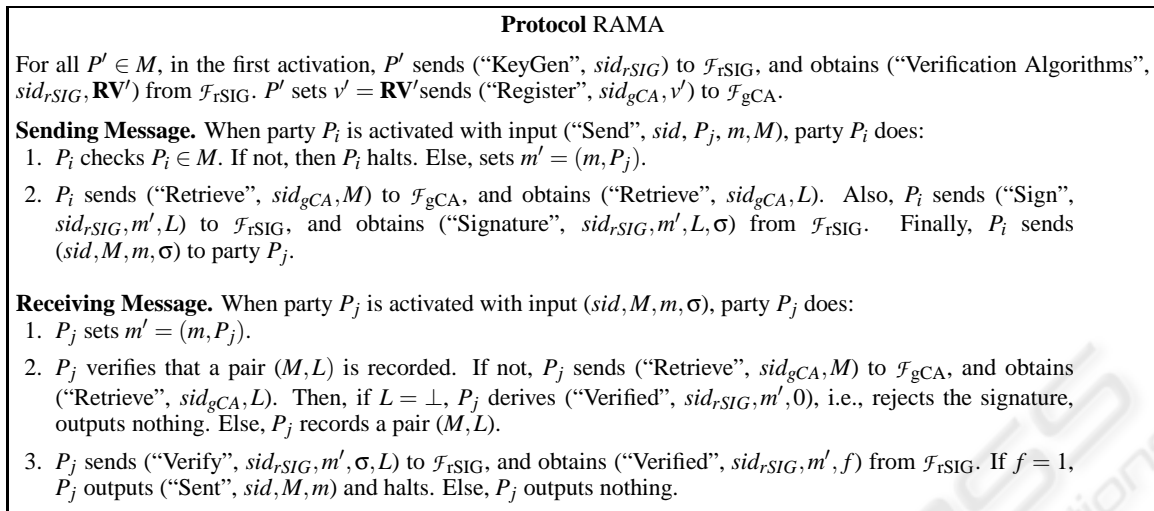 Protocol RAMA
For all P′ ∈ M, in the first activation, P′ sends (“KeyGen”, sid_rSIG) to ℱ_rSIG, and obtains (“Verification Algorithms”,
sid_rSIG, RV′) from ℱ_rSIG. P′ sets v′ = RV′sends (“Register”, sid_gCA, v′) to ℱ_gCA.
Sending Message. When party P_i is activated with input (“Send”, sid, P_j, m, M), party P_i does:
1. P_i checks P_i ∈ M. If not, then P_i halts. Else, sets m′ = (m, P_j).
2. P_i sends (“Retrieve”, sid_gCA, M) to ℱ_gCA, and obtains (“Retrieve”, sid_gCA, L). Also, P_i sends (“Sign”,
sid_rSIG, m′, L) to ℱ_rSIG, and obtains (“Signature”, sid_rSIG, m′, L, σ) from ℱ_rSIG. Finally, P_i sends
(sid, M, m, σ) to party P_j.
Receiving Message. When party P_j is activated with input (sid, M, m, σ), party P_j does:
1. P_j sets m′ = (m, P_j).
2. P_j verifies that a pair (M, L) is recorded. If not, P_j sends (“Retrieve”, sid_gCA, M) to ℱ_gCA, and obtains
(“Retrieve”, sid_gCA, L). Then, if L = ⊥, P_j derives (“Verified”, sid_rSIG, m′, 0), i.e., rejects the signature,
outputs nothing. Else, P_j records a pair (M, L).
3. P_j sends (“Verify”, sid_rSIG, m′, σ, L) to ℱ_rSIG, and obtains (“Verified”, sid_rSIG, m′, f) from ℱ_rSIG. If f = 1,
P_j outputs (“Sent”, sid, M, m) and halts. Else, P_j outputs nothing.